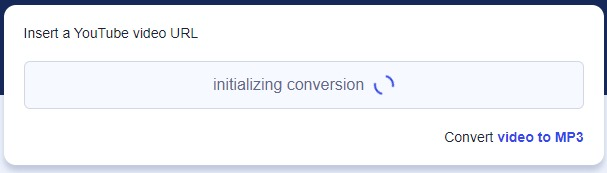 Insert a YouTube video URL
initializing conversion
Convert video to MP3